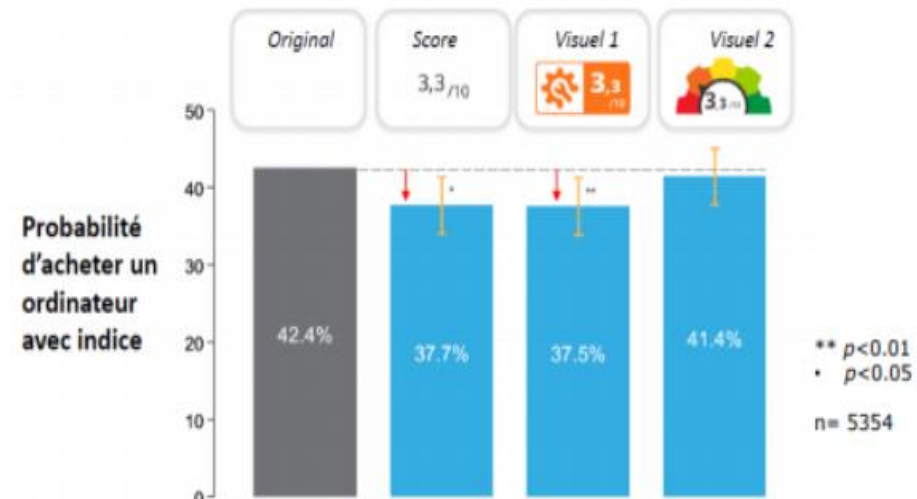 Original
Score
Visuel 1
Visuel 2
3,3 /10
3,3 /10
3,3 /10
50
40
30
20
10
0
Probabilité
d'acheter un
ordinateur
avec indice
* 
**
42.4%
37.7%
37.5%
41.4%
** p<0.01
• p<0.05
n= 5354